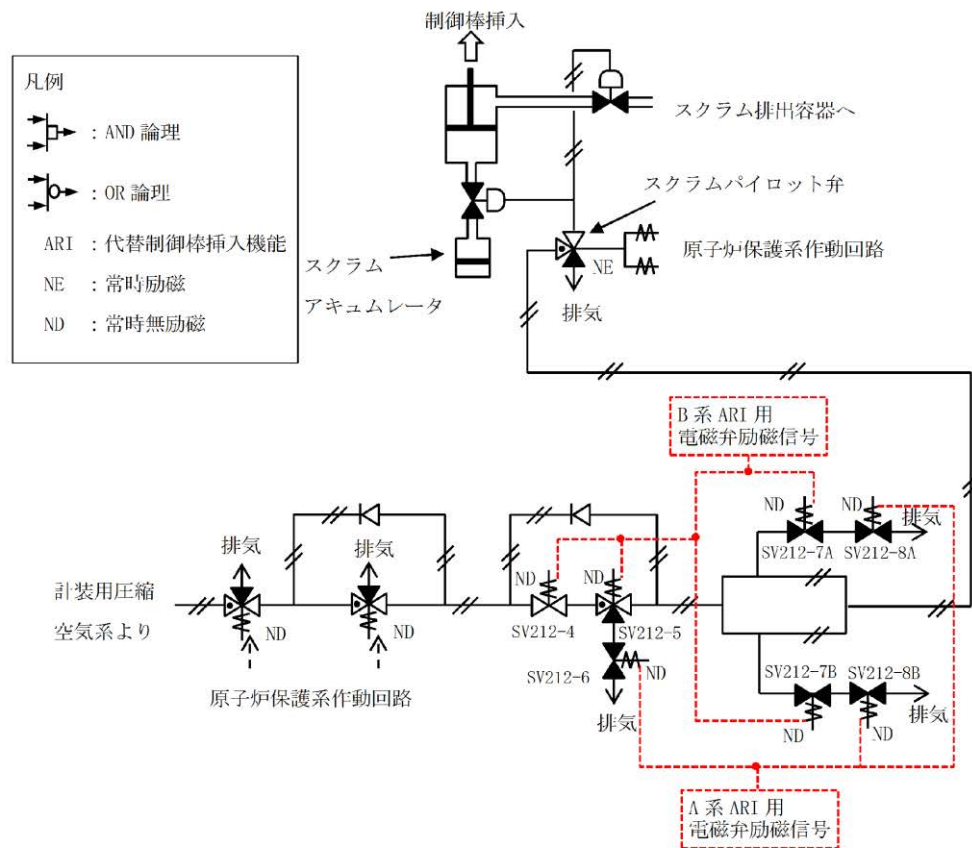 制御棒挿入
凡例
：AND 論理
：OR 論理
ARI ：代替制御棒挿入機能
NE ：常時励磁
ND ：常時無励磁
スクラム排出容器へ
スクラムパイロット弁
原子炉保護系作動回路
NE
排気
スクラム
アキュムレータ
B 系 ARI 用
電磁弁励磁信号
ND
ND
排気
SV212-7A
SV212-8A
排気
排気
計装用圧縮
空気系より
ND
ND
原子炉保護系作動回路
ND
ND
SV212-4
SV212-5
SV212-6
ND
排気
SV212-7B
SV212-8B
排気
ND
ND
A 系 ARI 用
電磁弁励磁信号